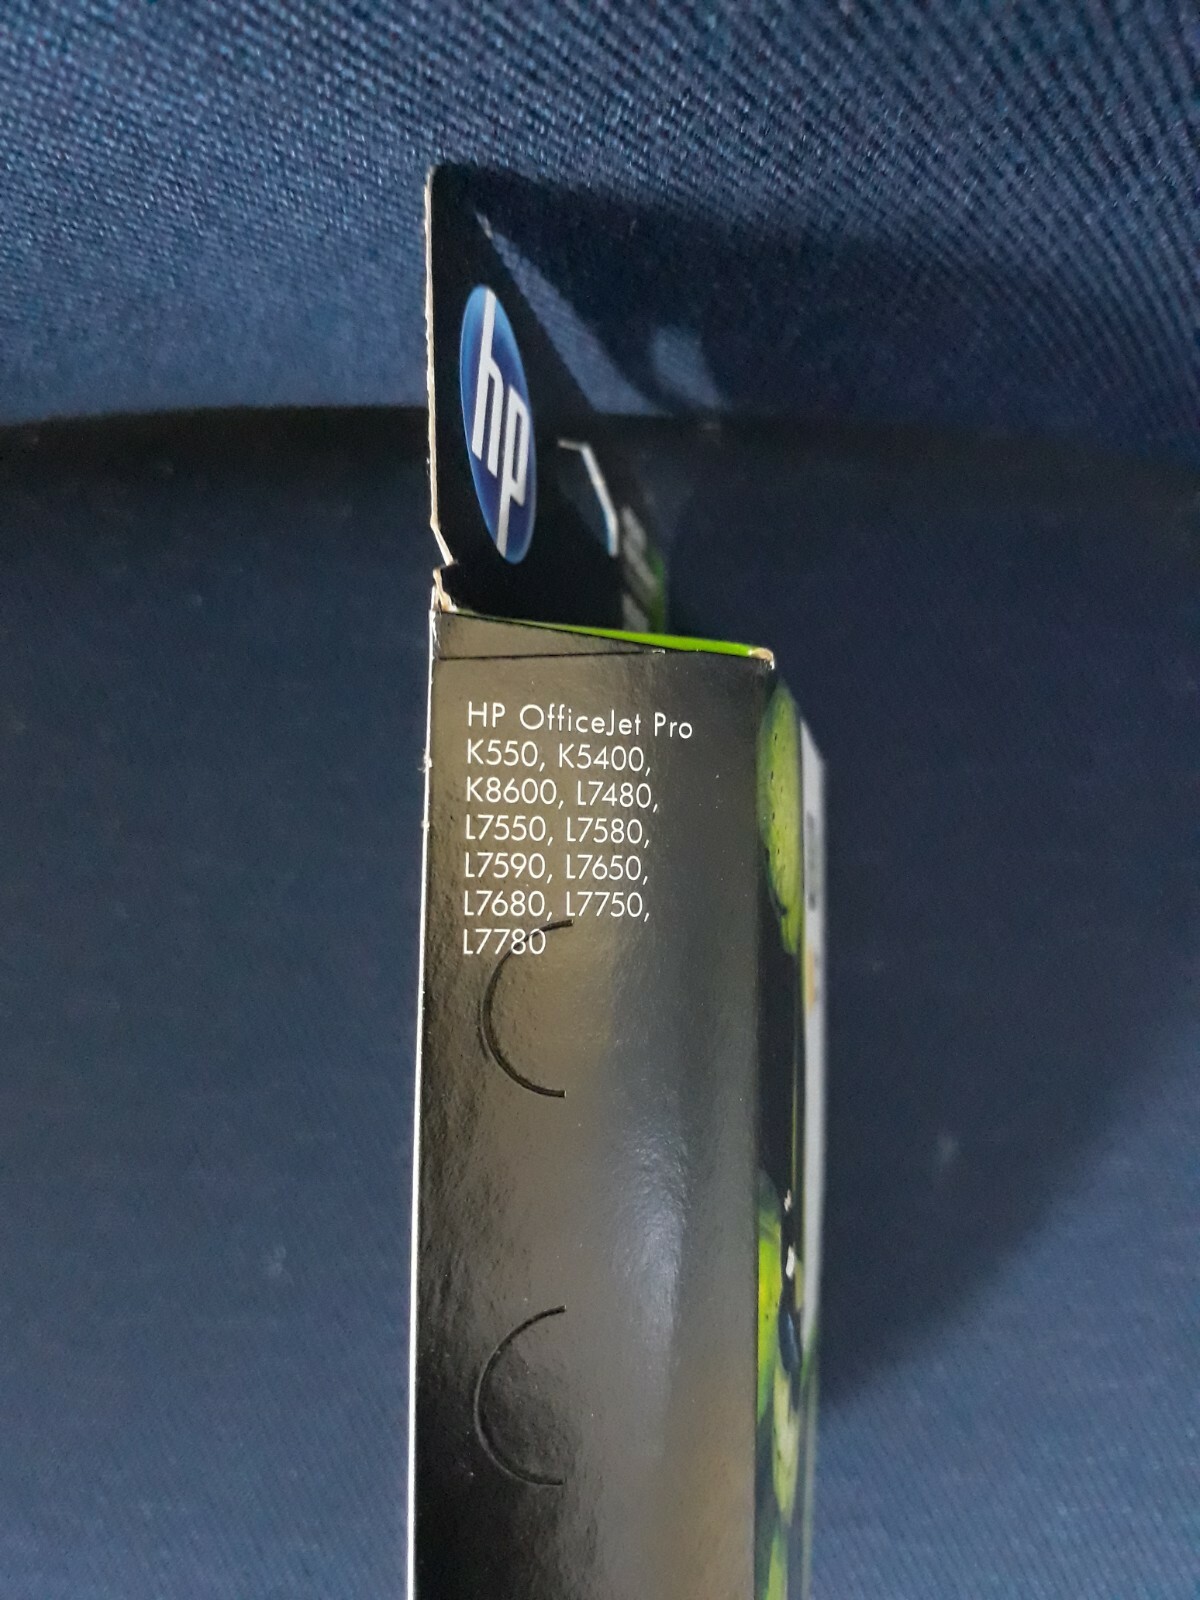 hp
HP OfficeJet Pro
K550, K5400,
K8600, L7480,
L7550, L7580,
L7590, L7650,
L7680, L7750,
L7780